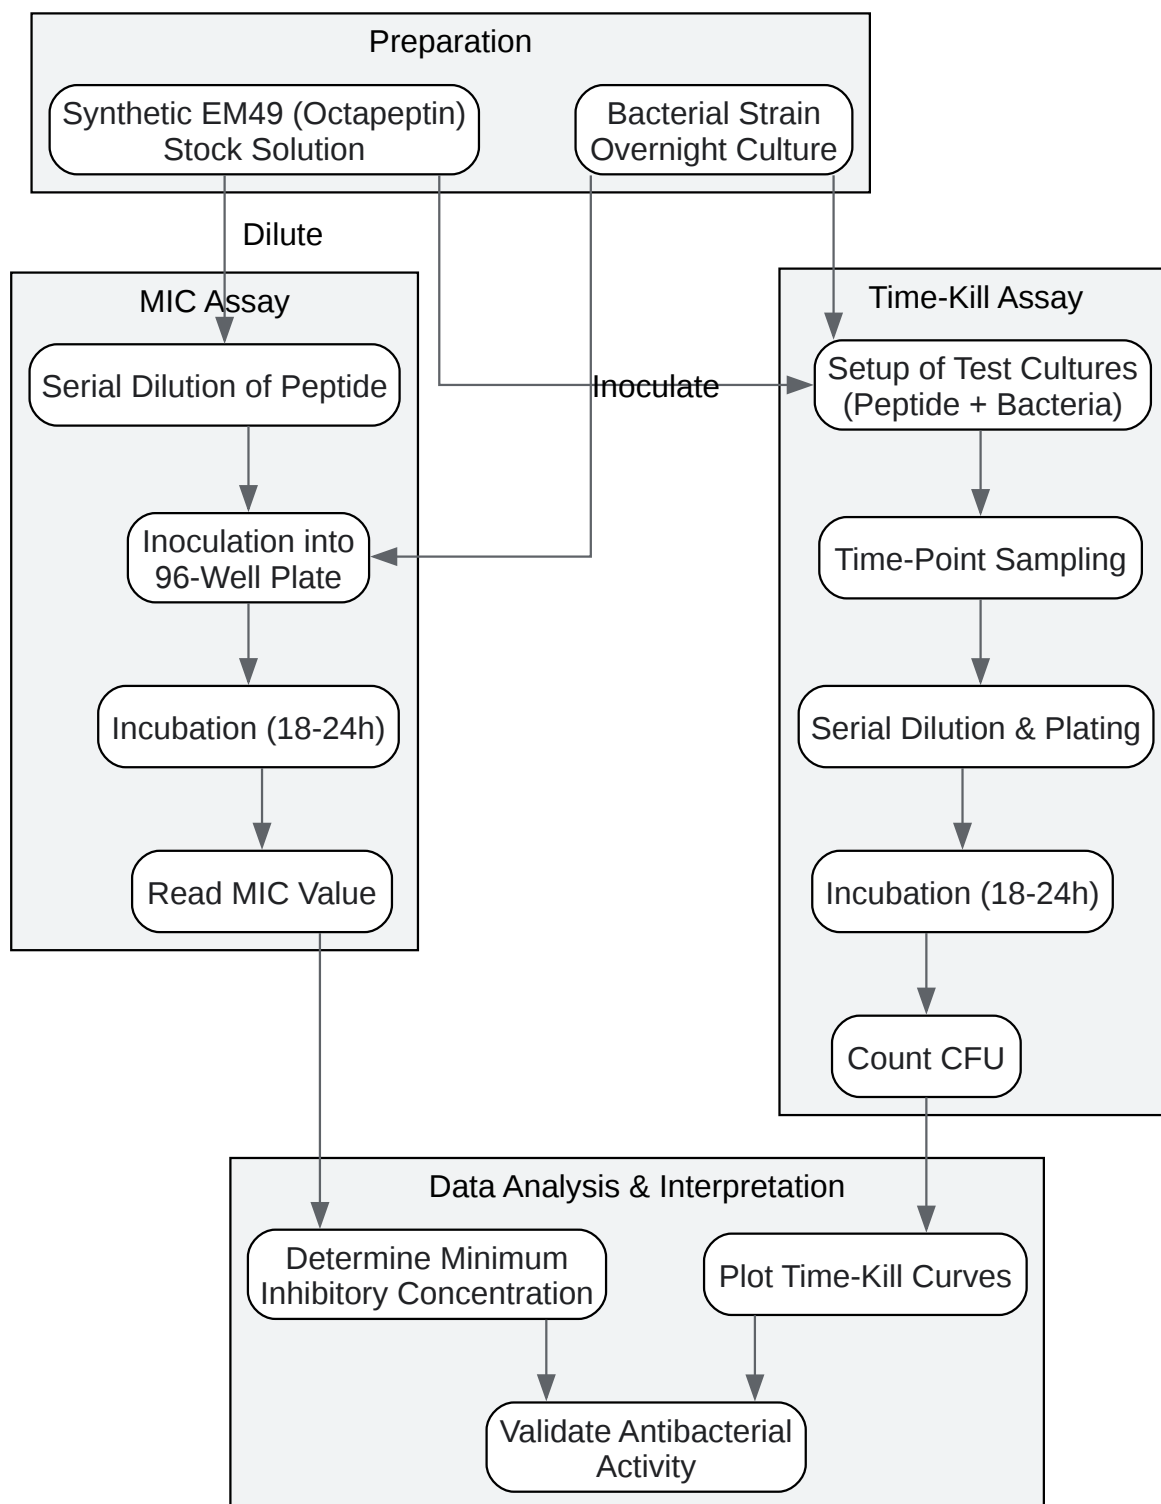 Preparation
Synthetic EM49 (Octapeptin)
Stock Solution
Bacterial Strain
Overnight Culture
Dilute
MIC Assay
Serial Dilution of Peptide
Inoculate
Inoculation into
96-Well Plate
Incubation (18-24h)
Read MIC Value
Time-Kill Assay
Setup of Test Cultures
(Peptide + Bacteria)
Time-Point Sampling
Serial Dilution & Plating
Incubation (18-24h)
Count CFU
Data Analysis & Interpretation
Determine Minimum
Inhibitory Concentration
Plot Time-Kill Curves
Validate Antibacterial
Activity